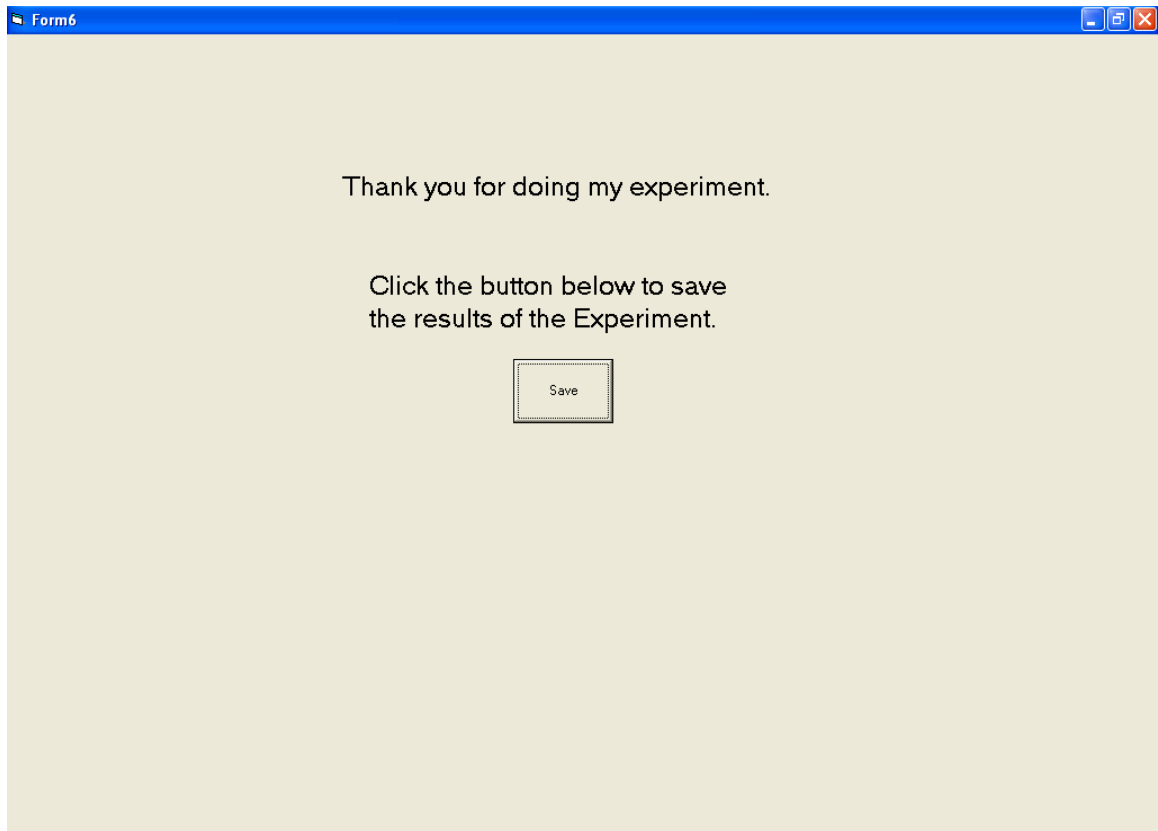 Form6
Thank you for doing my experiment.
Click the button below to save
the results of the Experiment.
Save